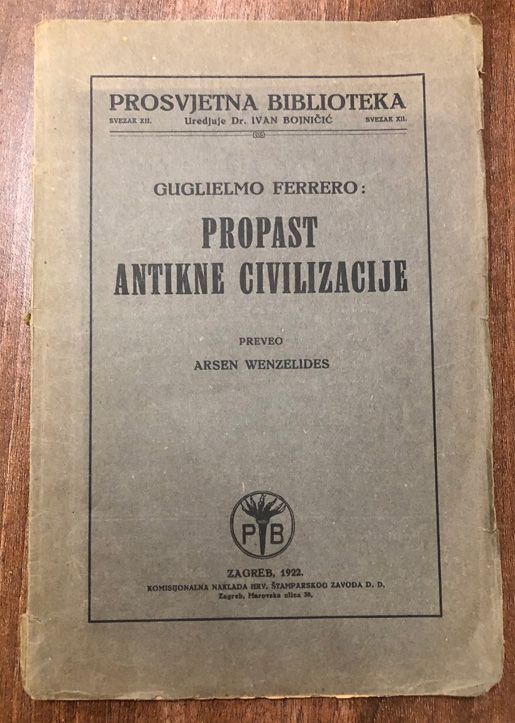 PROSVJETNA BIBLIOTEKA
SVEZAK XII. Uredjuje Dr. IVAN BOJNIČIĆ SVEZAK XII.
GUGLIELMO FERRERO:
PROPAST
ANTIKNE CIVILIZACIJE
PREVEO
ARSEN WENZELIDES
P B
ZAGREB, 1922.
KOMISIJONALNA NAKLADA HRV. ŠTAMPARSKOG ZAVODA D. D.
Zagreb, Marovska ulica 30.